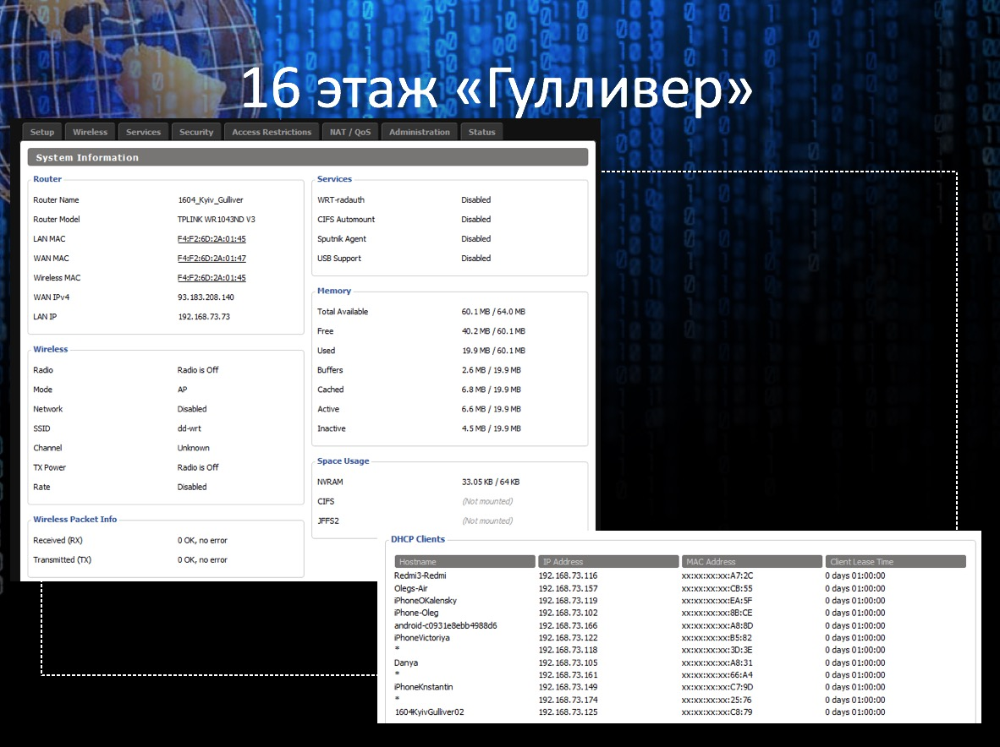 16 этаж «Гулливер»
Setup Wireless Services Security Access Restrictions NAT / QoS Administration Status
System Information
Router
Router Name 1604_Kyiv_Gulliver
Router Model TPLINK WR1043ND V3
LAN MAC F4:F2:6D:2A:01:45
WAN MAC F4:F2:6D:2A:01:47
Wireless MAC F4:F2:6D:2A:01:45
WAN IPv4 93.183.208.140
LAN IP 192.168.73.73
Wireless
Radio Radio is Off
Mode AP
Network Disabled
SSID dd-wrt
Channel Unknown
TX Power Radio is Off
Rate Disabled
Wireless Packet Info
Received (RX) 0 OK, no error
Transmitted (TX) 0 OK, no error
Services
WRT-radauth Disabled
CIFS Automount Disabled
Sputnik Agent Disabled
USB Support Disabled
Memory
Total Available 60.1 MB / 64.0 MB
Free 40.2 MB / 60.1 MB
Used 19.9 MB / 60.1 MB
Buffers 2.6 MB / 19.9 MB
Cached 6.8 MB / 19.9 MB
Active 6.6 MB / 19.9 MB
Inactive 4.5 MB / 19.9 MB
Space Usage
NVRAM 33.05 KB / 64 KB
CIFS (Not mounted)
JFFS2 (Not mounted)
DHCP Clients
Hostname IP Address MAC Address Client Lease Time
Redmi3-Redmi 192.168.73.116 xx:xx:xx:xx:A7:2C 0 days 01:00:00
Olegs-Air 192.168.73.157 xx:xx:xx:xx:CB:55 0 days 01:00:00
iPhoneOKalensky 192.168.73.119 xx:xx:xx:xx:EA:5F 0 days 01:00:00
iPhone-Oleg 192.168.73.102 xx:xx:xx:xx:8B:CE 0 days 01:00:00
android-c0931e8ebb4988d6 192.168.73.166 xx:xx:xx:xx:A8:8D 0 days 01:00:00
iPhoneVictoriya 192.168.73.122 xx:xx:xx:xx:B5:82 0 days 01:00:00
* 192.168.73.118 xx:xx:xx:xx:3D:3E 0 days 01:00:00
Danya 192.168.73.105 xx:xx:xx:xx:A8:31 0 days 01:00:00
* 192.168.73.161 xx:xx:xx:xx:66:A4 0 days 01:00:00
iPhoneKnstantin 192.168.73.149 xx:xx:xx:xx:C7:9D 0 days 01:00:00
* 192.168.73.174 xx:xx:xx:xx:25:76 0 days 01:00:00
1604KyivGulliver02 192.168.73.125 xx:xx:xx:xx:C8:79 0 days 01:00:00